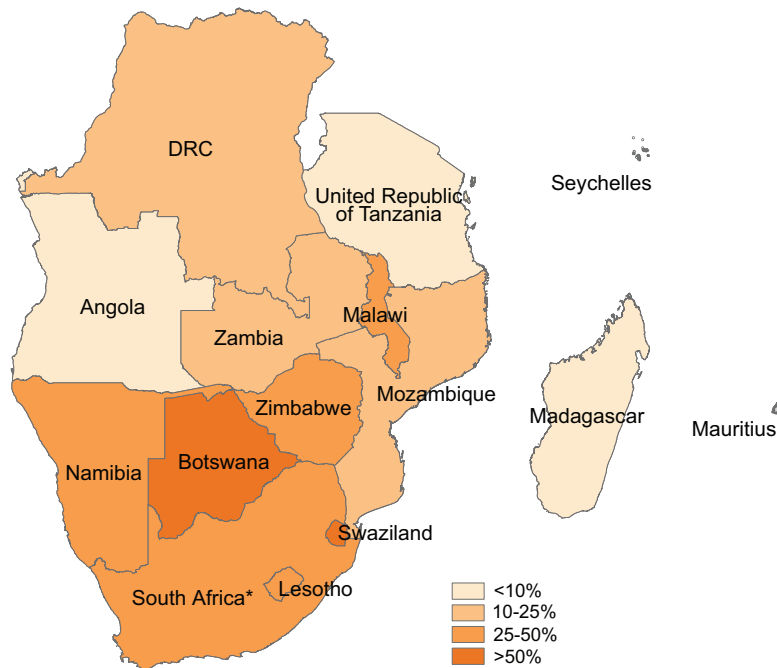 DRC
Seychelles
United Republic
of Tanzania
Angola
Malawi
Zambia
Mozambique
Zimbabwe
Madagascar
Mauritius
Namibia
Botswana
Swaziland
South Africa*
Lesotho
<10%
10-25%
25-50%
>50%